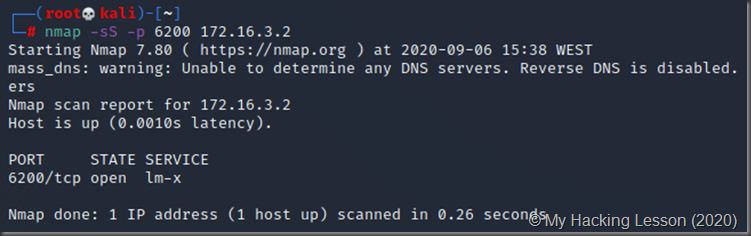 (root💀kali)-[~]
# nmap -sS -p 6200 172.16.3.2
Starting Nmap 7.80 ( https://nmap.org ) at 2020-09-06 15:38 WEST
mass_dns: warning: Unable to determine any DNS servers. Reverse DNS is disabled.
ers
Nmap scan report for 172.16.3.2
Host is up (0.0010s latency).
PORT     STATE SERVICE
6200/tcp open  lm-x
Nmap done: 1 IP address (1 host up) scanned in 0.26 seconds
© My Hacking Lesson (2020)